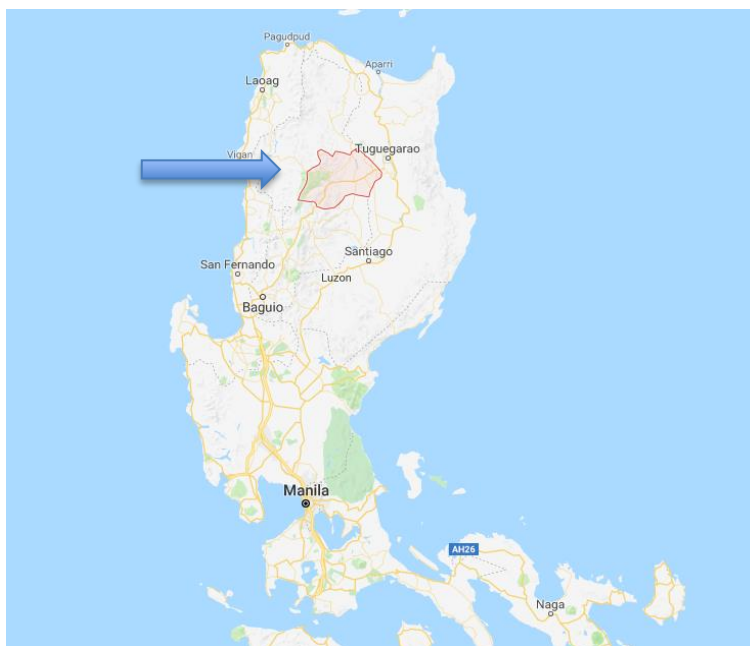 Pagudpud
Aparri
Laoag
Tuguegarao
Vigan
Santiago
San Fernando
Luzon
Baguio
Manila
AH26
Naga